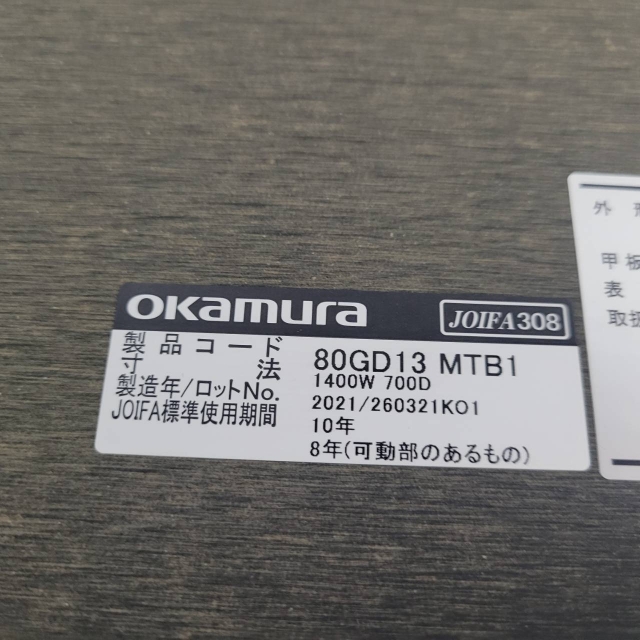 okamura JOIFA308
製品コード 80GD13 MTB1
寸法 1400W 700D
製造年/ロットNo. 2021/260321K01
JOIFA標準使用期間 10年
8年(可動部のあるもの)
外形
甲板
表
取扱